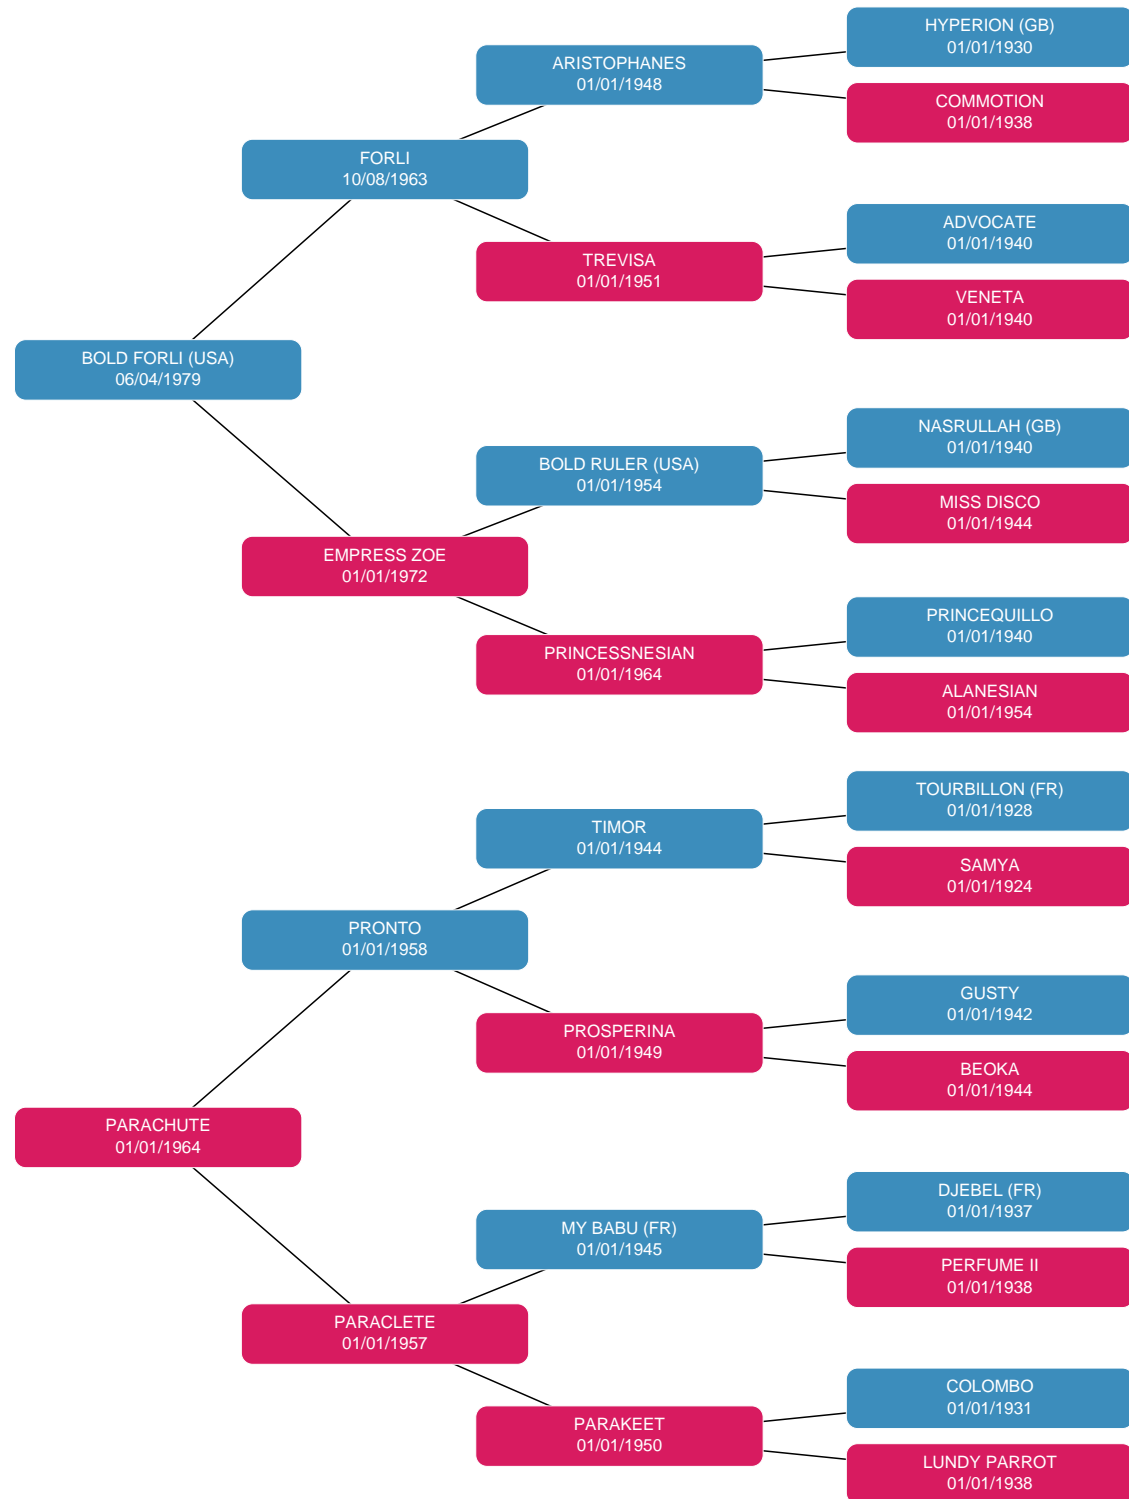 HYPERION (GB)
01/01/1930
ARISTOPHANES
01/01/1948
COMMOTION
01/01/1938
FORLI
10/08/1963
ADVOCATE
01/01/1940
TREVISA
01/01/1951
VENETA
01/01/1940
BOLD FORLI (USA)
06/04/1979
NASRULLAH (GB)
01/01/1940
BOLD RULER (USA)
01/01/1954
MISS DISCO
01/01/1944
EMPRESS ZOE
01/01/1972
PRINCEQUILLO
01/01/1940
PRINCESSNESIAN
01/01/1964
ALANESIAN
01/01/1954
TOURBILLON (FR)
01/01/1928
TIMOR
01/01/1944
SAMYA
01/01/1924
PRONTO
01/01/1958
GUSTY
01/01/1942
PROSPERINA
01/01/1949
BEOKA
01/01/1944
PARACHUTE
01/01/1964
DJEBEL (FR)
01/01/1937
MY BABU (FR)
01/01/1945
PERFUME II
01/01/1938
PARACLETE
01/01/1957
COLOMBO
01/01/1931
PARAKEET
01/01/1950
LUNDY PARROT
01/01/1938